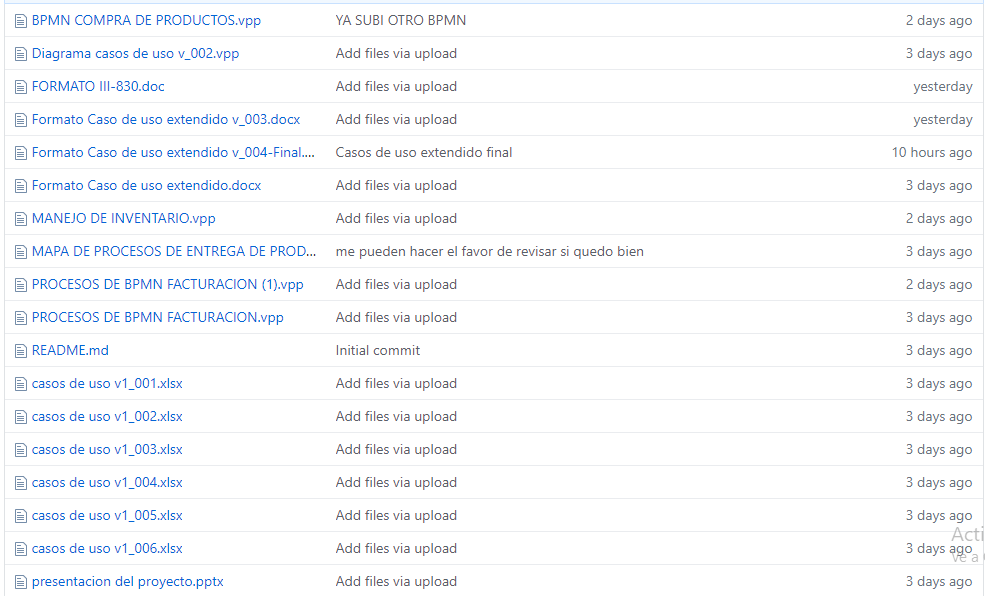 BPMN COMPRA DE PRODUCTOS.vpp YA SUBI OTRO BPMN 2 days ago
Diagrama casos de uso v_002.vpp Add files via upload 3 days ago
FORMATO III-830.doc Add files via upload yesterday
Formato Caso de uso extendido v_003.docx Add files via upload yesterday
Formato Caso de uso extendido v_004-Final.... Casos de uso extendido final 10 hours ago
Formato Caso de uso extendido.docx Add files via upload 3 days ago
MANEJO DE INVENTARIO.vpp Add files via upload 2 days ago
MAPA DE PROCESOS DE ENTREGA DE PROD... me pueden hacer el favor de revisar si quedo bien 3 days ago
PROCESOS DE BPMN FACTURACION (1).vpp Add files via upload 2 days ago
PROCESOS DE BPMN FACTURACION.vpp Add files via upload 3 days ago
README.md Initial commit 3 days ago
casos de uso v1_001.xlsx Add files via upload 3 days ago
casos de uso v1_002.xlsx Add files via upload 3 days ago
casos de uso v1_003.xlsx Add files via upload 3 days ago
casos de uso v1_004.xlsx Add files via upload 3 days ago
casos de uso v1_005.xlsx Add files via upload 3 days ago
Acti
casos de uso v1_006.xlsx Add files via upload 3 days ago
Ve a
presentacion del proyecto.pptx Add files via upload 3 days ago